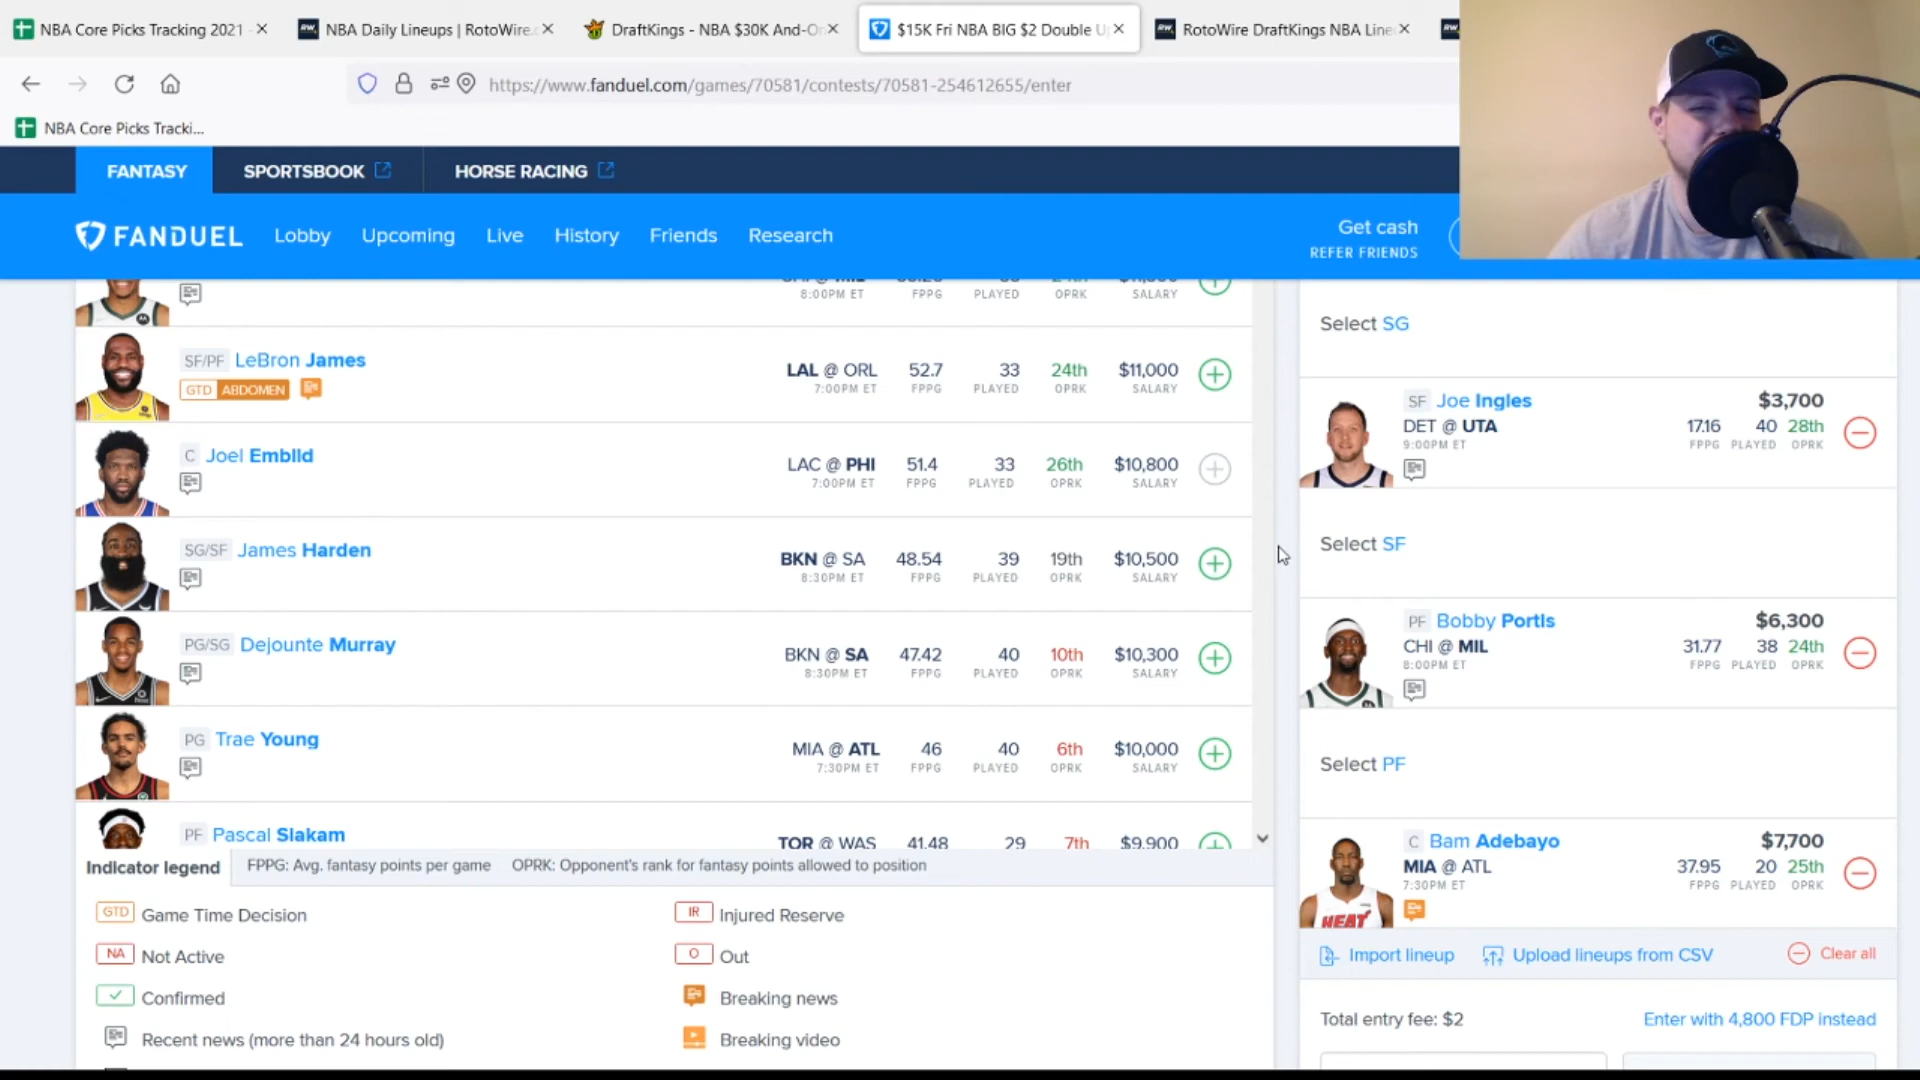 NBA Core Picks Tracking 2021 -
NBA Daily Lineups | RotoWire.c
DraftKings - NBA $30K And-On
$15K Fri NBA BIG $2 Double U
RotoWire DraftKings NBA Line
https://www.fanduel.com/games/70581/contests/70581-254612655/enter
NBA Core Picks Tracki...
FANTASY
SPORTSBOOK
HORSE RACING
FANDUEL
Lobby
Upcoming
Live
History
Friends
Research
Get cash
REFER FRIENDS
8:00PM ET FPPG PLAYED OPRK SALARY
SF/PF LeBron James LAL @ ORL 52.7 33 24th $11,000
GTD ABDOMEN 7:00PM ET FPPG PLAYED OPRK SALARY
C Joel Embiid LAC @ PHI 51.4 33 26th $10,800
7:00PM ET FPPG PLAYED OPRK SALARY
SG/SF James Harden BKN @ SA 48.54 39 19th $10,500
8:30PM ET FPPG PLAYED OPRK SALARY
PG/SG Dejounte Murray BKN @ SA 47.42 40 10th $10,300
8:30PM ET FPPG PLAYED OPRK SALARY
PG Trae Young MIA @ ATL 46 40 6th $10,000
7:30PM ET FPPG PLAYED OPRK SALARY
PF Pascal Siakam TOR @ WAS 41.48 29 7th $9,900
Indicator legend
FPPG: Avg. fantasy points per game OPRK: Opponent's rank for fantasy points allowed to position
GTD Game Time Decision
IR Injured Reserve
NA Not Active
O Out
Confirmed
Breaking news
Recent news (more than 24 hours old)
Breaking video
Select SG
SF Joe Ingles $3,700
DET @ UTA 17.16 40 28th
9:00PM ET FPPG PLAYED OPRK
Select SF
PF Bobby Portis $6,300
CHI @ MIL 31.77 38 24th
8:00PM ET FPPG PLAYED OPRK
Select PF
C Bam Adebayo $7,700
MIA @ ATL 37.95 20 25th
7:30PM ET FPPG PLAYED OPRK
HEAT
Import lineup
Upload lineups from CSV
Clear all
Total entry fee: $2
Enter with 4,800 FDP instead